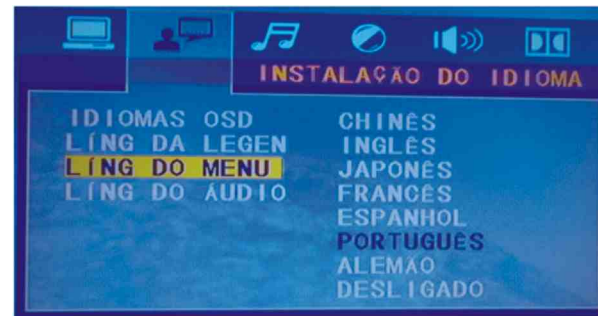 INSTALAÇÃO DO IDIOMA
IDIOMAS OSD
LÍNG DA LEGEN
LÍNG DO MENU
LÍNG DO ÁUDIO
CHINÊS
INGLÊS
JAPONÊS
FRANCÊS
ESPANHOL
PORTUGUÊS
ALEMÃO
DESLIGADO